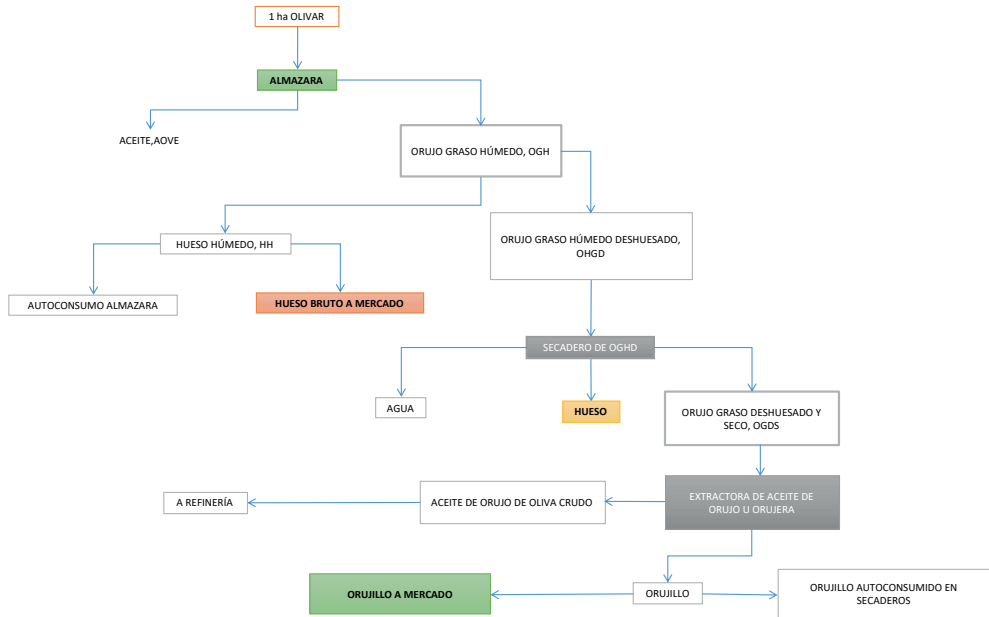 1 ha OLIVAR
ALMAZARA
ACEITE,AOVE
ORUJO GRASO HÚMEDO, OGH
HUESO HÚMEDO, HH
ORUJO GRASO HÚMEDO DESHUESADO,
OHGD
AUTOCONSUMO ALMAZARA
HUESO BRUTO A MERCADO
SECADERO DE OGHD
AGUA
HUESO
ORUJO GRASO DESHUESADO Y
SECO, OGDS
A REFINERÍA
ACEITE DE ORUJO DE OLIVA CRUDO
EXTRACTORA DE ACEITE DE
ORUJO U ORUJERA
ORUJILLO A MERCADO
ORUJILLO
ORUJILLO AUTOCONSUMIDO EN
SECADEROS